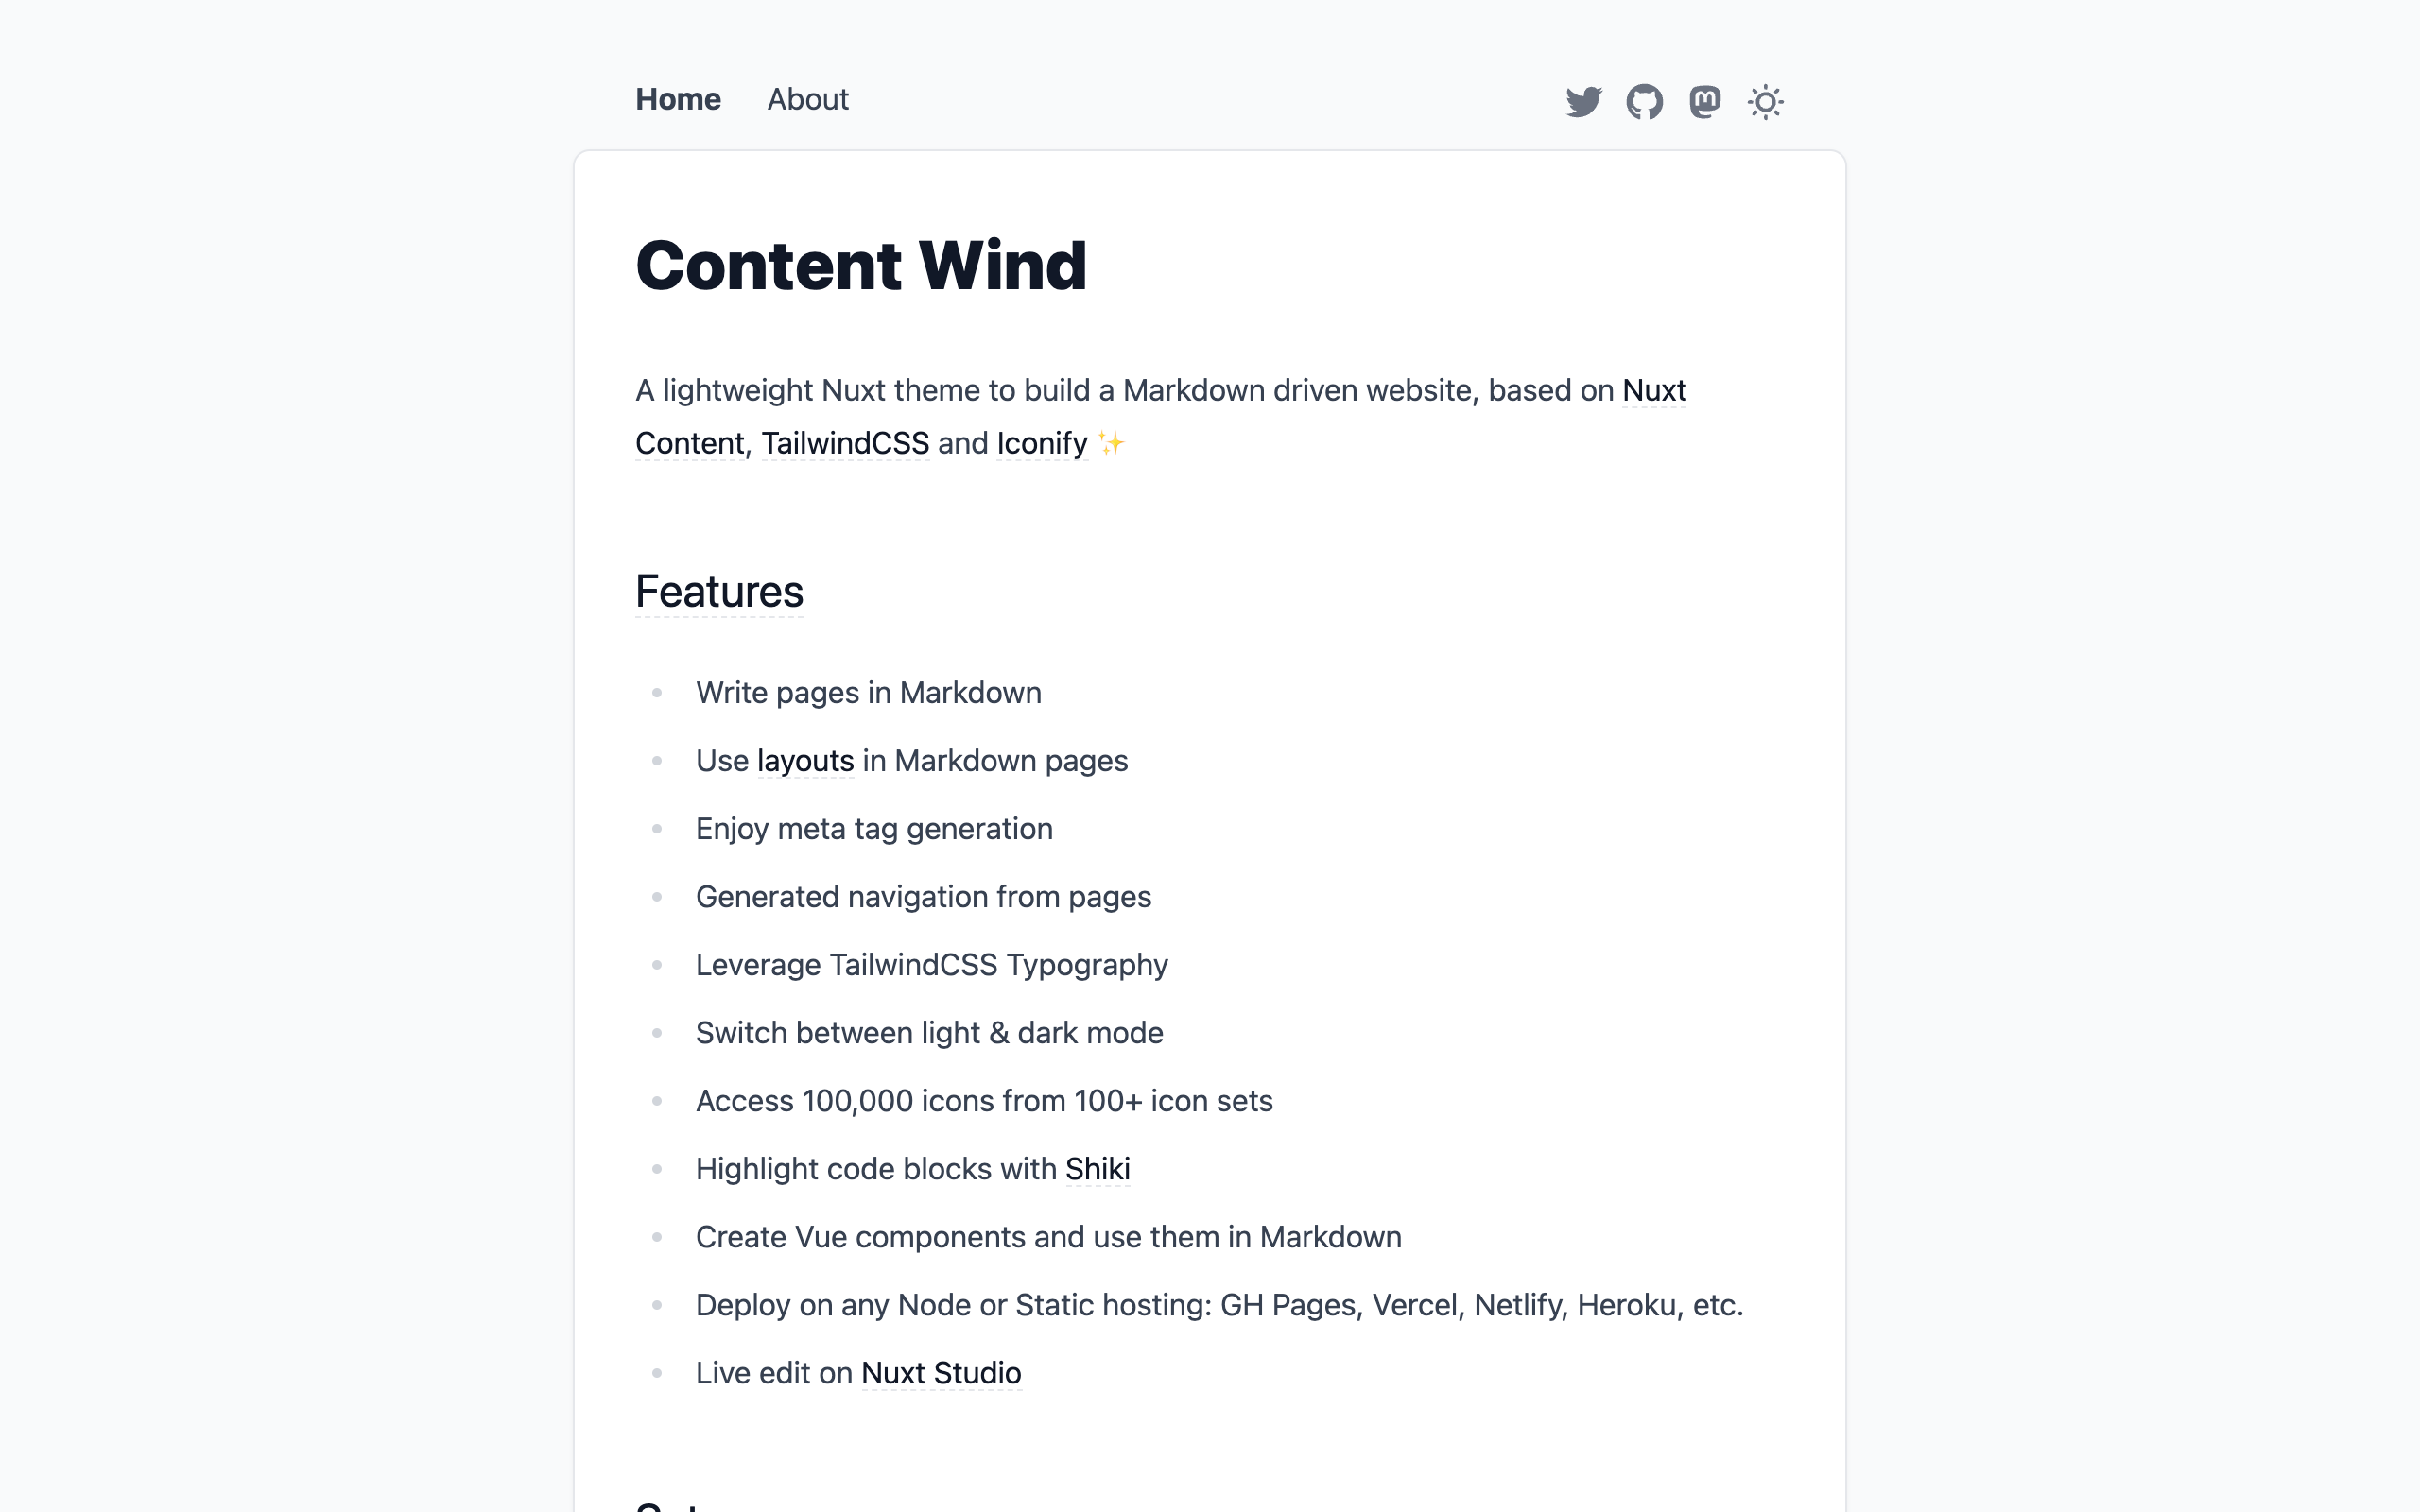 Home About
Content Wind
A lightweight Nuxt theme to build a Markdown driven website, based on Nuxt
Content, TailwindCSS and Iconify ✨
Features
Write pages in Markdown
Use layouts in Markdown pages
Enjoy meta tag generation
Generated navigation from pages
Leverage TailwindCSS Typography
Switch between light & dark mode
Access 100,000 icons from 100+ icon sets
Highlight code blocks with Shiki
Create Vue components and use them in Markdown
Deploy on any Node or Static hosting: GH Pages, Vercel, Netlify, Heroku, etc.
Live edit on Nuxt Studio